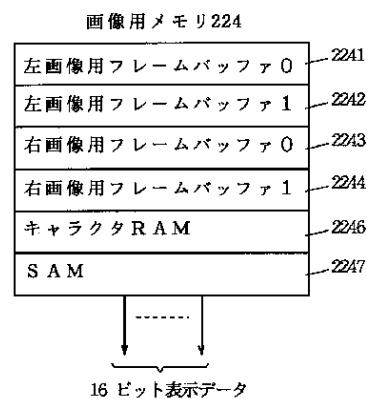 画像用メモリ224
左画像用フレームバッファ0 2241
左画像用フレームバッファ1 2242
右画像用フレームバッファ0 2243
右画像用フレームバッファ1 2244
キャラクタRAM 2246
SAM 2247
16 ビット表示データ